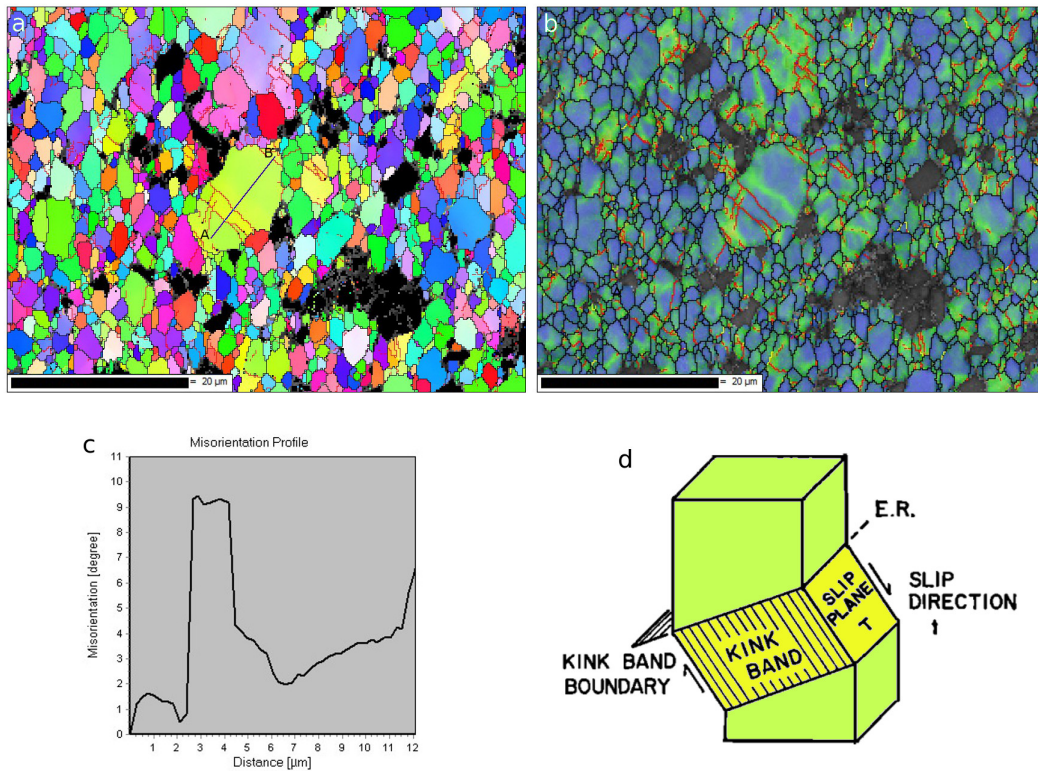 a
B
A
= 20 µm
b
= 20 µm
c
Misorientation Profile
11
10
9
8
7
6
5
4
3
2
1
0
Misorientation [degree]
1 2 3 4 5 6 7 8 9 10 11 12
Distance [µm]
d
E.R.
SLIP
DIRECTION
t
SLIP
PLANE
T
KINK
BAND
KINK BAND
BOUNDARY